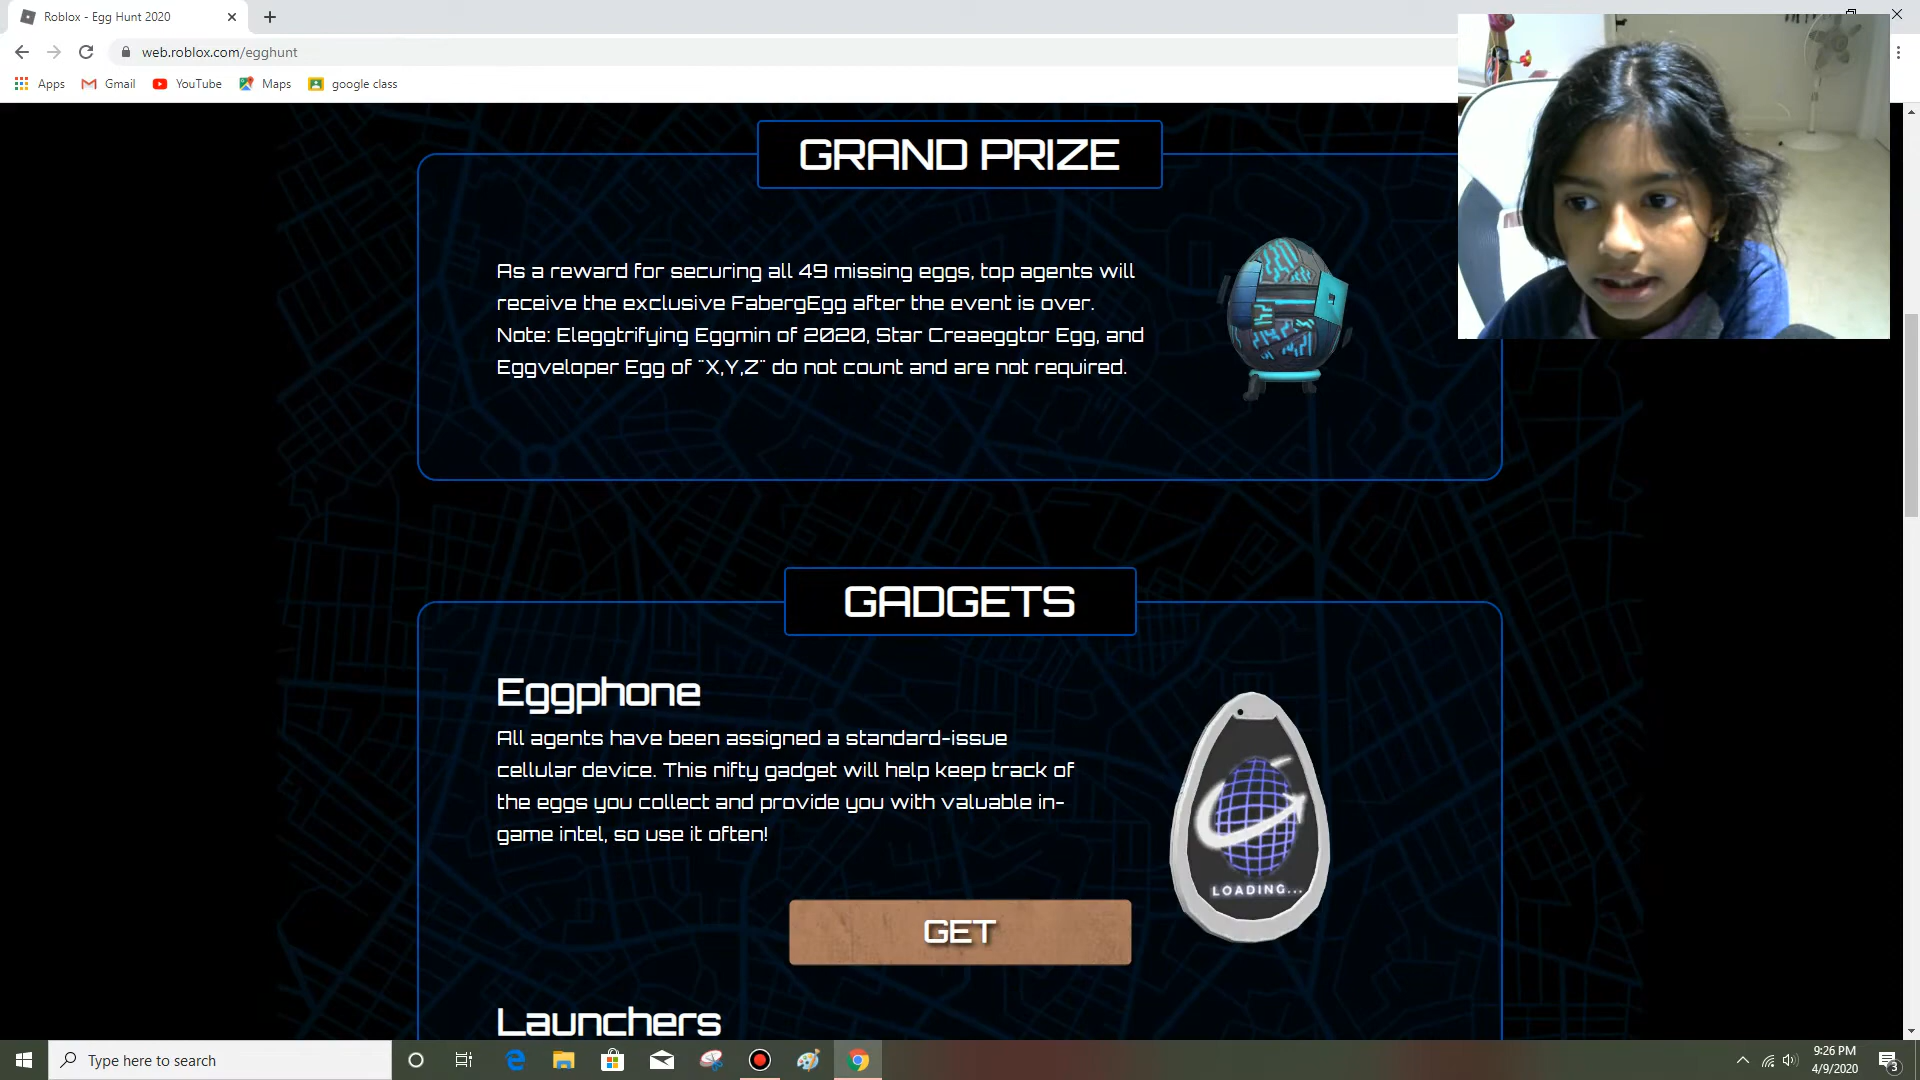 Roblox - Egg Hunt 2020
web.roblox.com/egghunt
Apps
Gmail
YouTube
Maps
google class
GRAND PRIZE
As a reward for securing all 49 missing eggs, top agents will
receive the exclusive FabergEgg after the event is over.
Note: Eleggtrifying Eggmin of 2020, Star Creaeggtor Egg, and
Eggveloper Egg of "X,Y,Z" do not count and are not required.
GADGETS
Eggphone
All agents have been assigned a standard-issue
cellular device. This nifty gadget will help keep track of
the eggs you collect and provide you with valuable in-
game intel, so use it often!
LOADING...
GET
Launchers
Type here to search
9:26 PM
4/9/2020
3